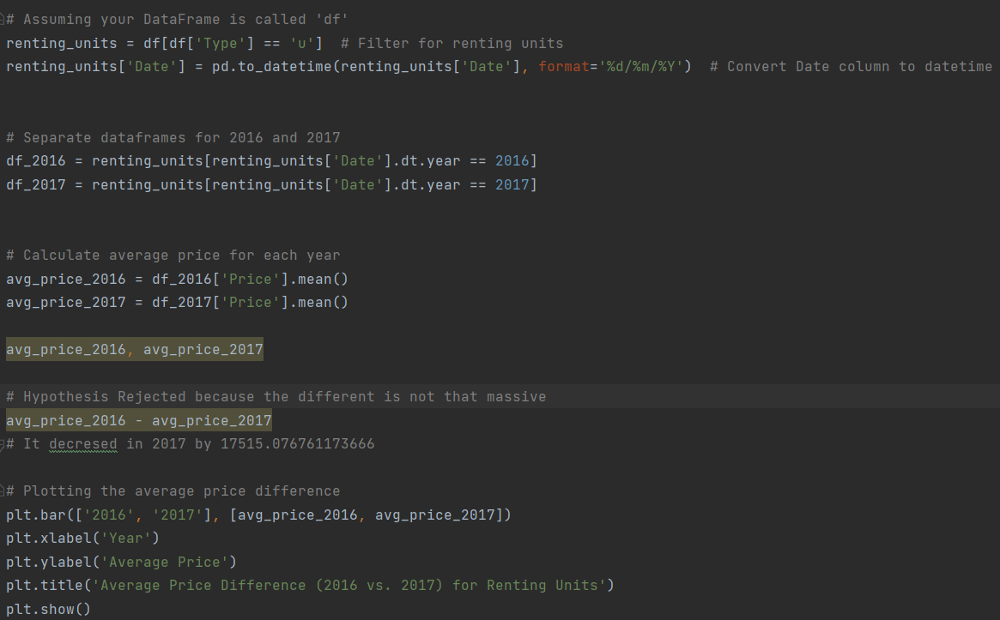 # Assuming your DataFrame is called 'df'
renting_units = df[df['Type'] == 'u']  # Filter for renting units
renting_units['Date'] = pd.to_datetime(renting_units['Date'], format='%d/%m/%Y')  # Convert Date column to datetime
# Separate dataframes for 2016 and 2017
df_2016 = renting_units[renting_units['Date'].dt.year == 2016]
df_2017 = renting_units[renting_units['Date'].dt.year == 2017]
# Calculate average price for each year
avg_price_2016 = df_2016['Price'].mean()
avg_price_2017 = df_2017['Price'].mean()
avg_price_2016, avg_price_2017
# Hypothesis Rejected because the different is not that massive
avg_price_2016 - avg_price_2017
# It decresed in 2017 by 17515.076761173666
# Plotting the average price difference
plt.bar(['2016', '2017'], [avg_price_2016, avg_price_2017])
plt.xlabel('Year')
plt.ylabel('Average Price')
plt.title('Average Price Difference (2016 vs. 2017) for Renting Units')
plt.show()